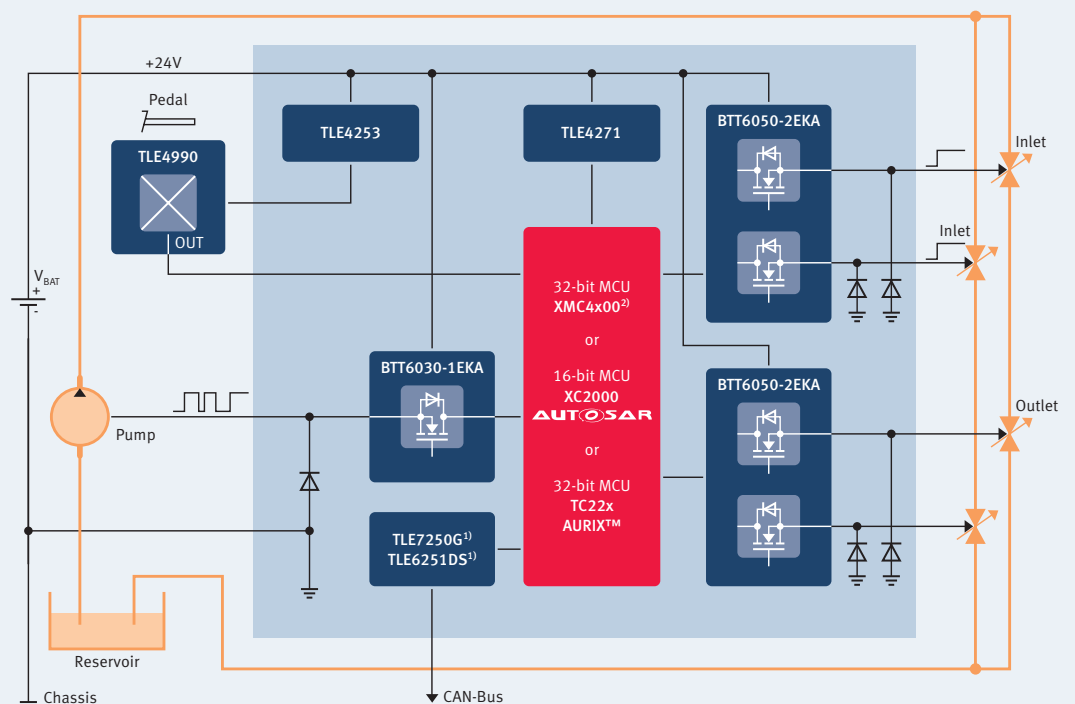 +24V
Pedal
TLE4990
OUT
TLE4253
TLE4271
BTT6050-2EKA
Inlet
Inlet
V_BAT
+
-
32-bit MCU
XMC4x00²⁾
or
16-bit MCU
XC2000
AUTOSAR
or
32-bit MCU
TC22x
AURIX™
BTT6030-1EKA
BTT6050-2EKA
Pump
Outlet
TLE7250G¹⁾
TLE6251DS¹⁾
Reservoir
Chassis
CAN-Bus